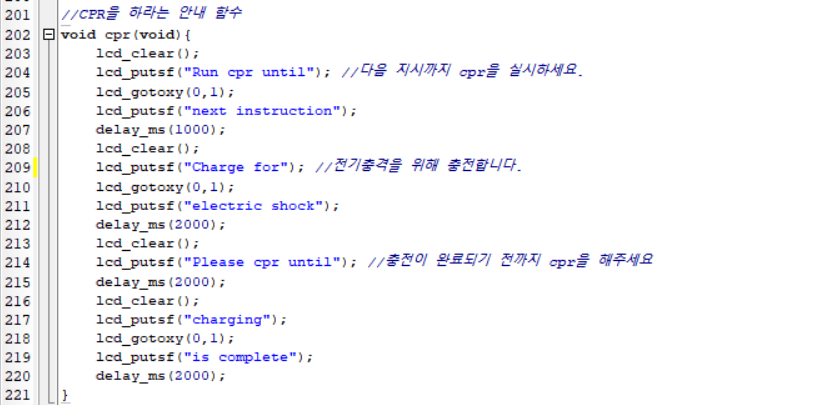 201 //CPR을 하라는 안내 함수
202 void cpr(void){
203 lcd_clear();
204 lcd_putsf("Run cpr until"); //다음 지시까지 cpr을 실시하세요.
205 lcd_gotoxy(0,1);
206 lcd_putsf("next instruction");
207 delay_ms(1000);
208 lcd_clear();
209 lcd_putsf("Charge for"); //전기충격을 위해 충전합니다.
210 lcd_gotoxy(0,1);
211 lcd_putsf("electric shock");
212 delay_ms(2000);
213 lcd_clear();
214 lcd_putsf("Please cpr until"); //충전이 완료되기 전까지 cpr을 해주세요
215 delay_ms(2000);
216 lcd_clear();
217 lcd_putsf("charging");
218 lcd_gotoxy(0,1);
219 lcd_putsf("is complete");
220 delay_ms(2000);
221 }